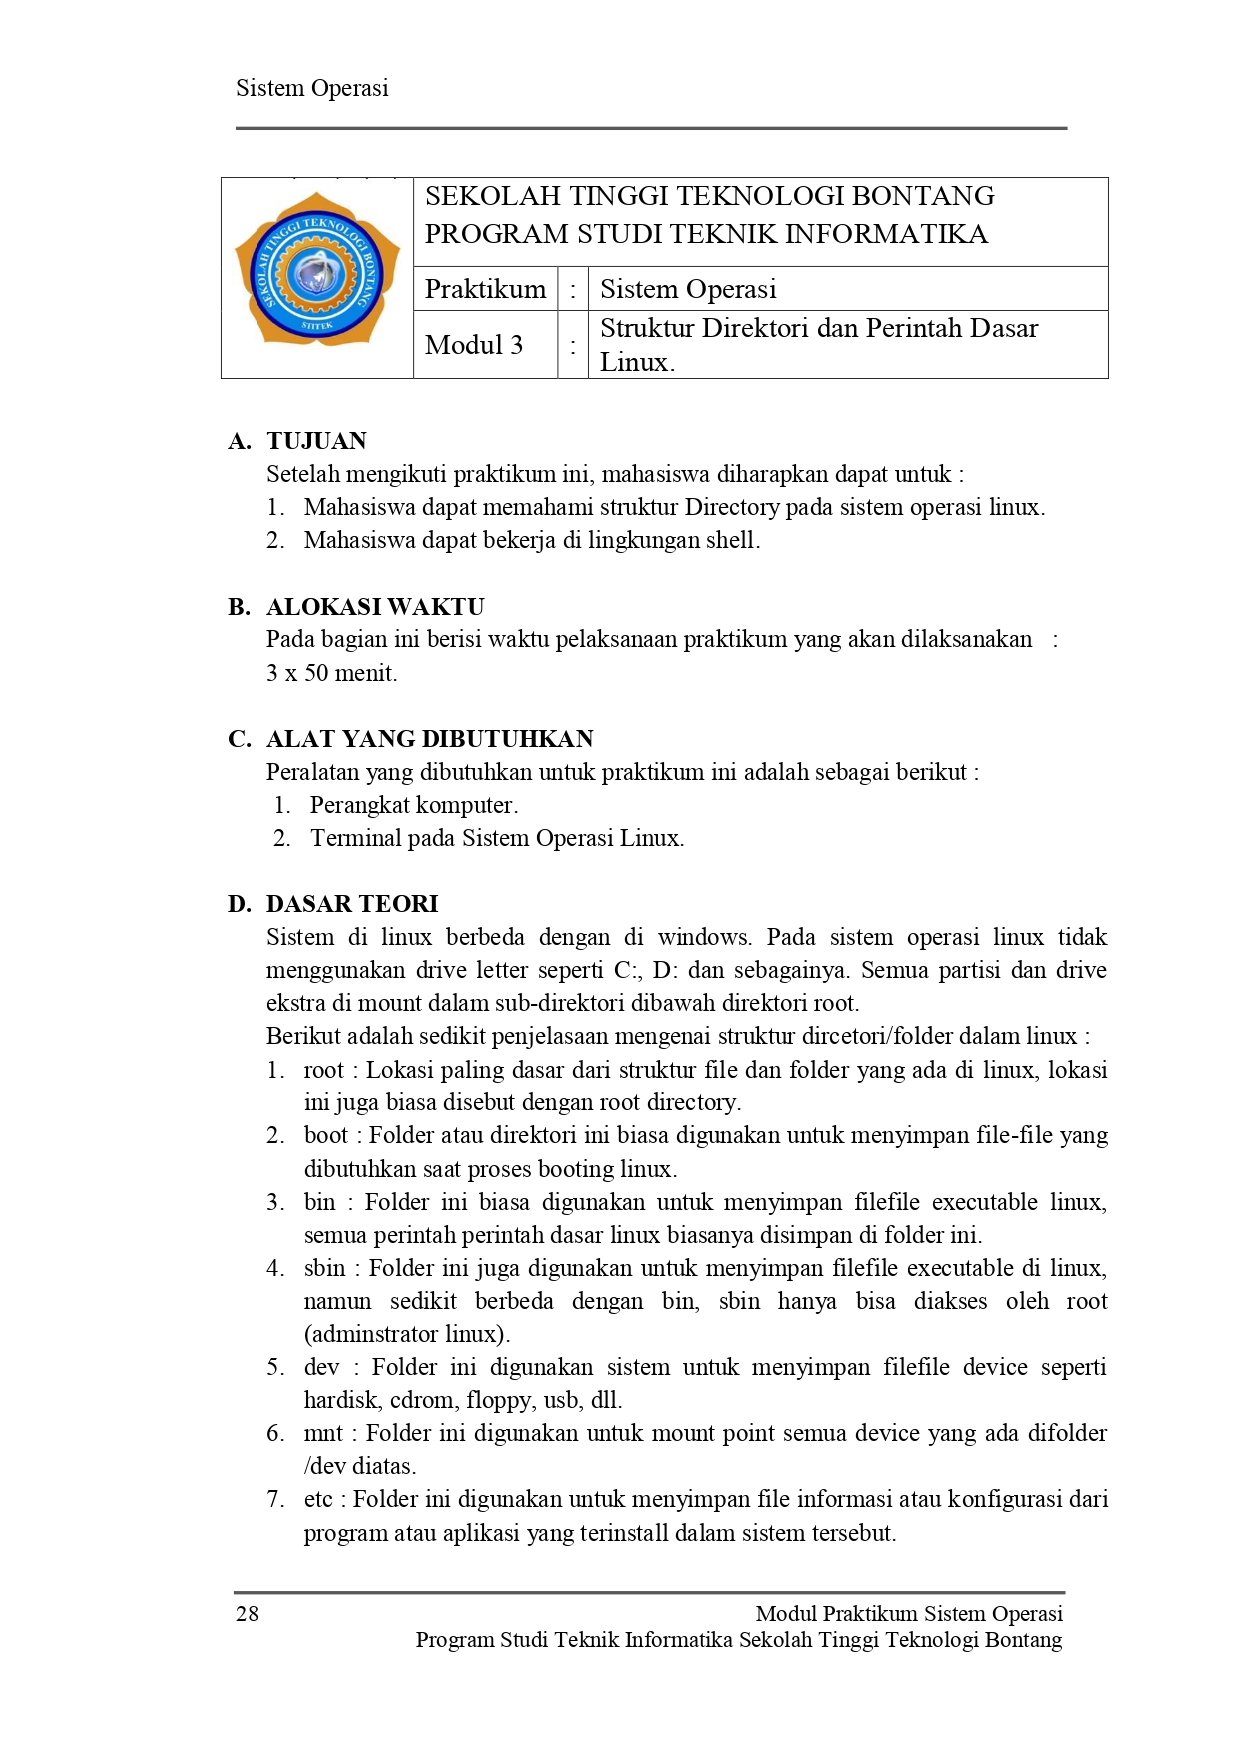 Sistem Operasi
SEKOLAH TINGGI TEKNOLOGI BONTANG
STITEK
SEKOLAH TINGGI TEKNOLOGI BONTANG
PROGRAM STUDI TEKNIK INFORMATIKA
Praktikum : Sistem Operasi
Modul 3 : Struktur Direktori dan Perintah Dasar
Linux.
A. TUJUAN
Setelah mengikuti praktikum ini, mahasiswa diharapkan dapat untuk :
1. Mahasiswa dapat memahami struktur Directory pada sistem operasi linux.
2. Mahasiswa dapat bekerja di lingkungan shell.
B. ALOKASI WAKTU
Pada bagian ini berisi waktu pelaksanaan praktikum yang akan dilaksanakan :
3 x 50 menit.
C. ALAT YANG DIBUTUHKAN
Peralatan yang dibutuhkan untuk praktikum ini adalah sebagai berikut :
1. Perangkat komputer.
2. Terminal pada Sistem Operasi Linux.
D. DASAR TEORI
Sistem di linux berbeda dengan di windows. Pada sistem operasi linux tidak
menggunakan drive letter seperti C:, D: dan sebagainya. Semua partisi dan drive
ekstra di mount dalam sub-direktori dibawah direktori root.
Berikut adalah sedikit penjelasaan mengenai struktur dircetori/folder dalam linux :
1. root : Lokasi paling dasar dari struktur file dan folder yang ada di linux, lokasi
ini juga biasa disebut dengan root directory.
2. boot : Folder atau direktori ini biasa digunakan untuk menyimpan file-file yang
dibutuhkan saat proses booting linux.
3. bin : Folder ini biasa digunakan untuk menyimpan filefile executable linux,
semua perintah perintah dasar linux biasanya disimpan di folder ini.
4. sbin : Folder ini juga digunakan untuk menyimpan filefile executable di linux,
namun sedikit berbeda dengan bin, sbin hanya bisa diakses oleh root
(adminstrator linux).
5. dev : Folder ini digunakan sistem untuk menyimpan filefile device seperti
hardisk, cdrom, floppy, usb, dll.
6. mnt : Folder ini digunakan untuk mount point semua device yang ada difolder
/dev diatas.
7. etc : Folder ini digunakan untuk menyimpan file informasi atau konfigurasi dari
program atau aplikasi yang terinstall dalam sistem tersebut.
28 Modul Praktikum Sistem Operasi
Program Studi Teknik Informatika Sekolah Tinggi Teknologi Bontang